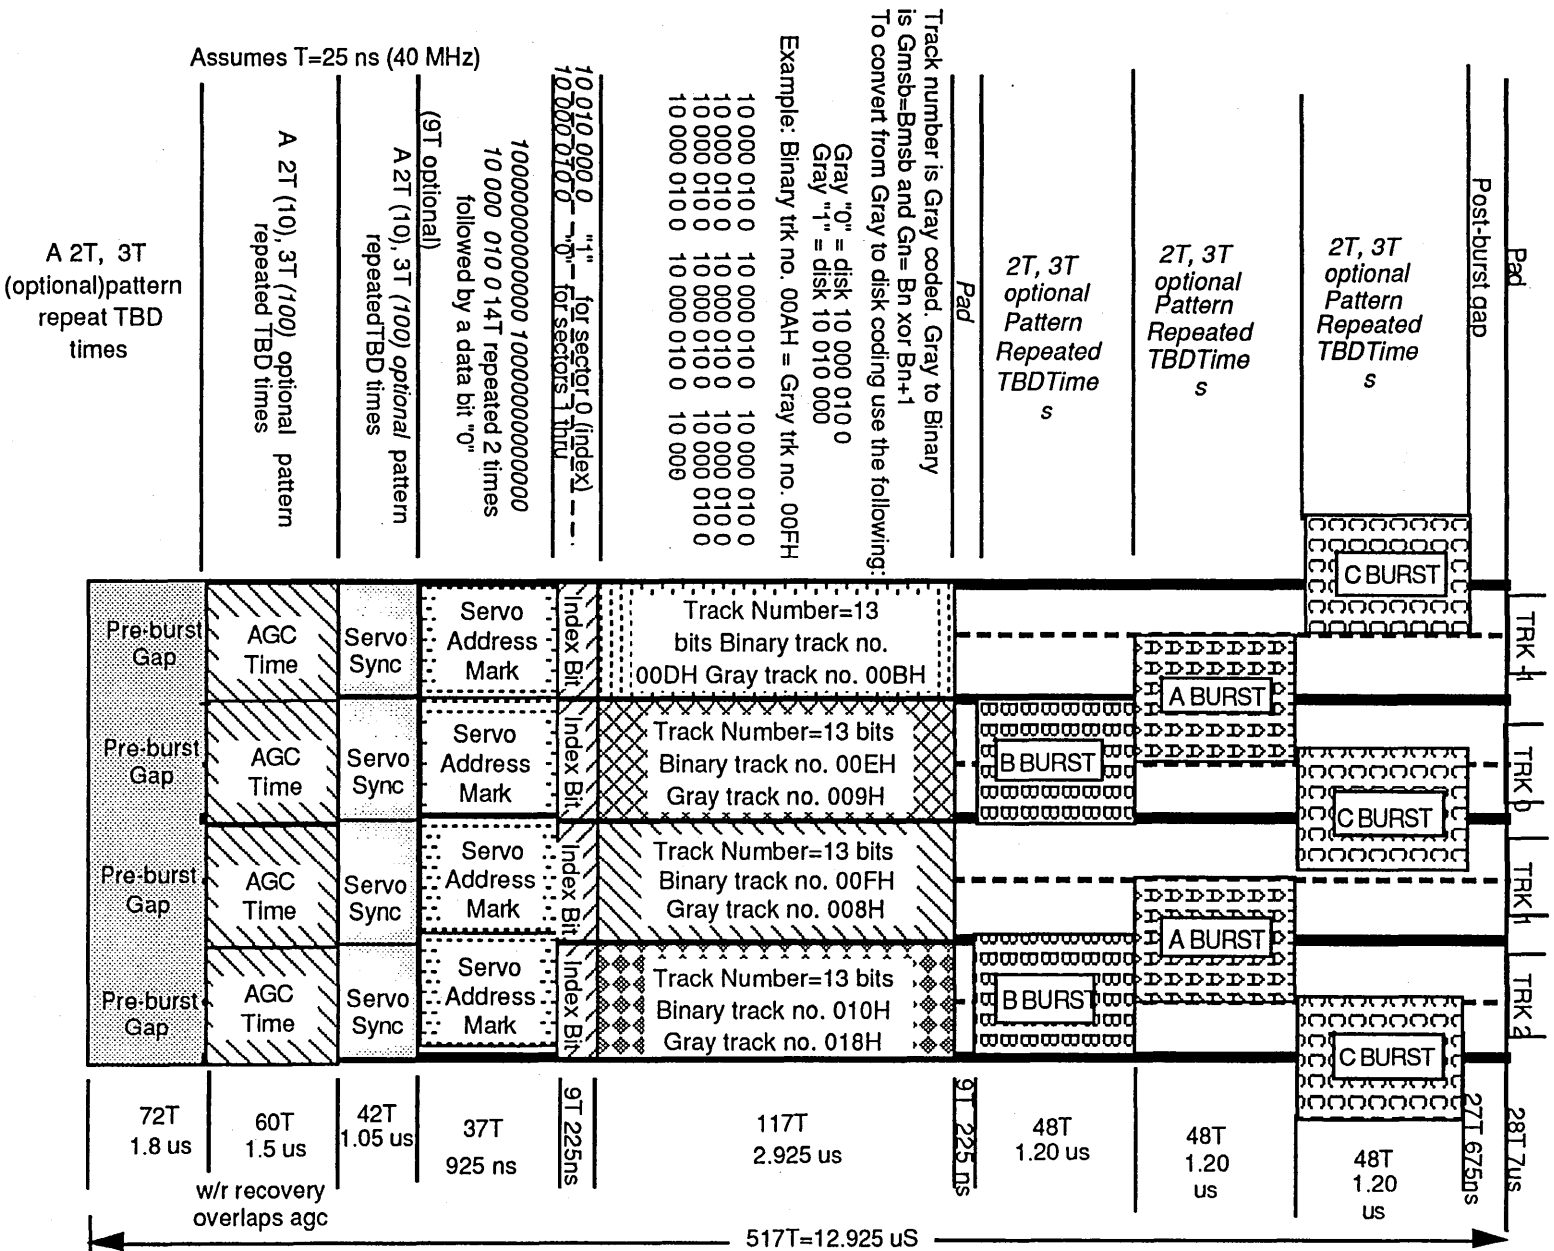 Assumes T=25 ns (40 MHz)
A 2T, 3T
(optional)pattern
repeat TBD
times
A 2T (10), 3T (100) optional pattern
repeated TBD times
A 2T (10), 3T (100) optional pattern
repeatedTBD times
(9T optional)
10 000 010 0 14T repeated 2 times
followed by a data bit "0"
10 010 000 0 "1" for sector 0 (index)
10 000 010 0 "0" for sectors 1 thru
Track number is Gray coded. Gray to Binary
is Gmsb=Bmsb and Gn= Bn xor Bn+1
To convert from Gray to disk coding use the following:
Gray "0" = disk 10 000 010 0
Gray "1" = disk 10 010 000
Example: Binary trk no. 00AH = Gray trk no. 00FH
10 000 010 0 10 000 010 0 10 000 010 0
10 000 010 0 10 000 010 0 10 000 010 0
10 000 010 0 10 000 010 0 10 000 010 0
10 000 010 0 10 000 010 0 10 000
Pad
2T, 3T
optional
Pattern
Repeated
TBDTime
s
2T, 3T
optional
Pattern
Repeated
TBDTime
s
2T, 3T
optional
Pattern
Repeated
TBDTime
s
Post-burst gap
Pad
Pre-burst
Gap
AGC
Time
Servo
Sync
Servo
Address
Mark
Index Bit
Track Number=13
bits Binary track no.
00DH Gray track no. 00BH
C BURST
TRK -1
Pre-burst
Gap
AGC
Time
Servo
Sync
Servo
Address
Mark
Index Bit
Track Number=13 bits
Binary track no. 00EH
Gray track no. 009H
B BURST
A BURST
TRK 0
Pre-burst
Gap
AGC
Time
Servo
Sync
Servo
Address
Mark
Index Bit
Track Number=13 bits
Binary track no. 00FH
Gray track no. 008H
C BURST
TRK 1
Pre-burst
Gap
AGC
Time
Servo
Sync
Servo
Address
Mark
Index Bit
Track Number=13 bits
Binary track no. 010H
Gray track no. 018H
B BURST
A BURST
C BURST
TRK 2
72T
1.8 us
60T
1.5 us
42T
1.05 us
37T
925 ns
9T 225ns
117T
2.925 us
9T 225 ns
48T
1.20 us
48T
1.20
us
48T
1.20
us
27T 675ns
28T 7us
w/r recovery
overlaps agc
517T=12.925 uS